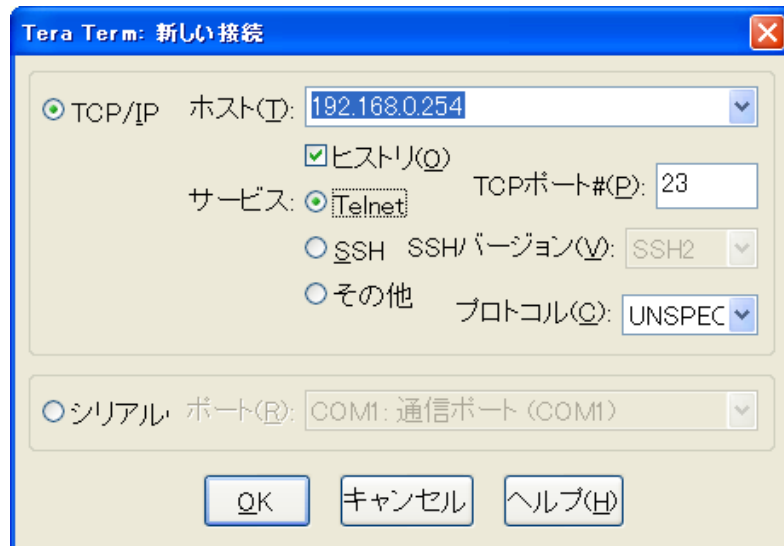 Tera Term: 新しい接続
TCP/IP ホスト(T): 192.168.0.254
ヒストリ(O)
サービス: Telnet TCPポート#(P): 23
SSH SSHバージョン(V): SSH2
その他 プロトコル(C): UNSPEC
シリアル ポート(R): COM1: 通信ポート (COM1)
OK キャンセル ヘルプ(H)